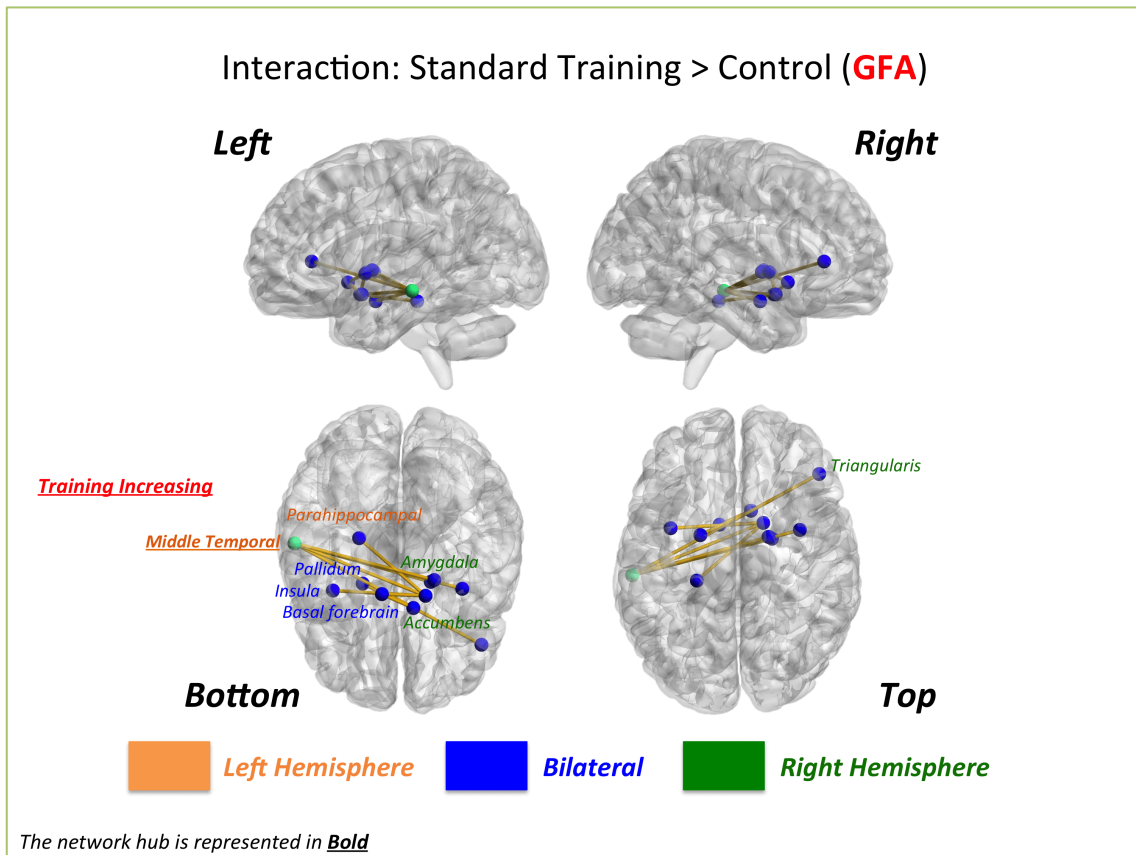 Interaction: Standard Training > Control (GFA)
Left
Right
Triangularis
Training Increasing
Parahippocampal
Middle Temporal
Amygdala
Pallidum
Insula
Basal forebrain
Accumbens
Bottom
Top
Left Hemisphere
Bilateral
Right Hemisphere
The network hub is represented in Bold